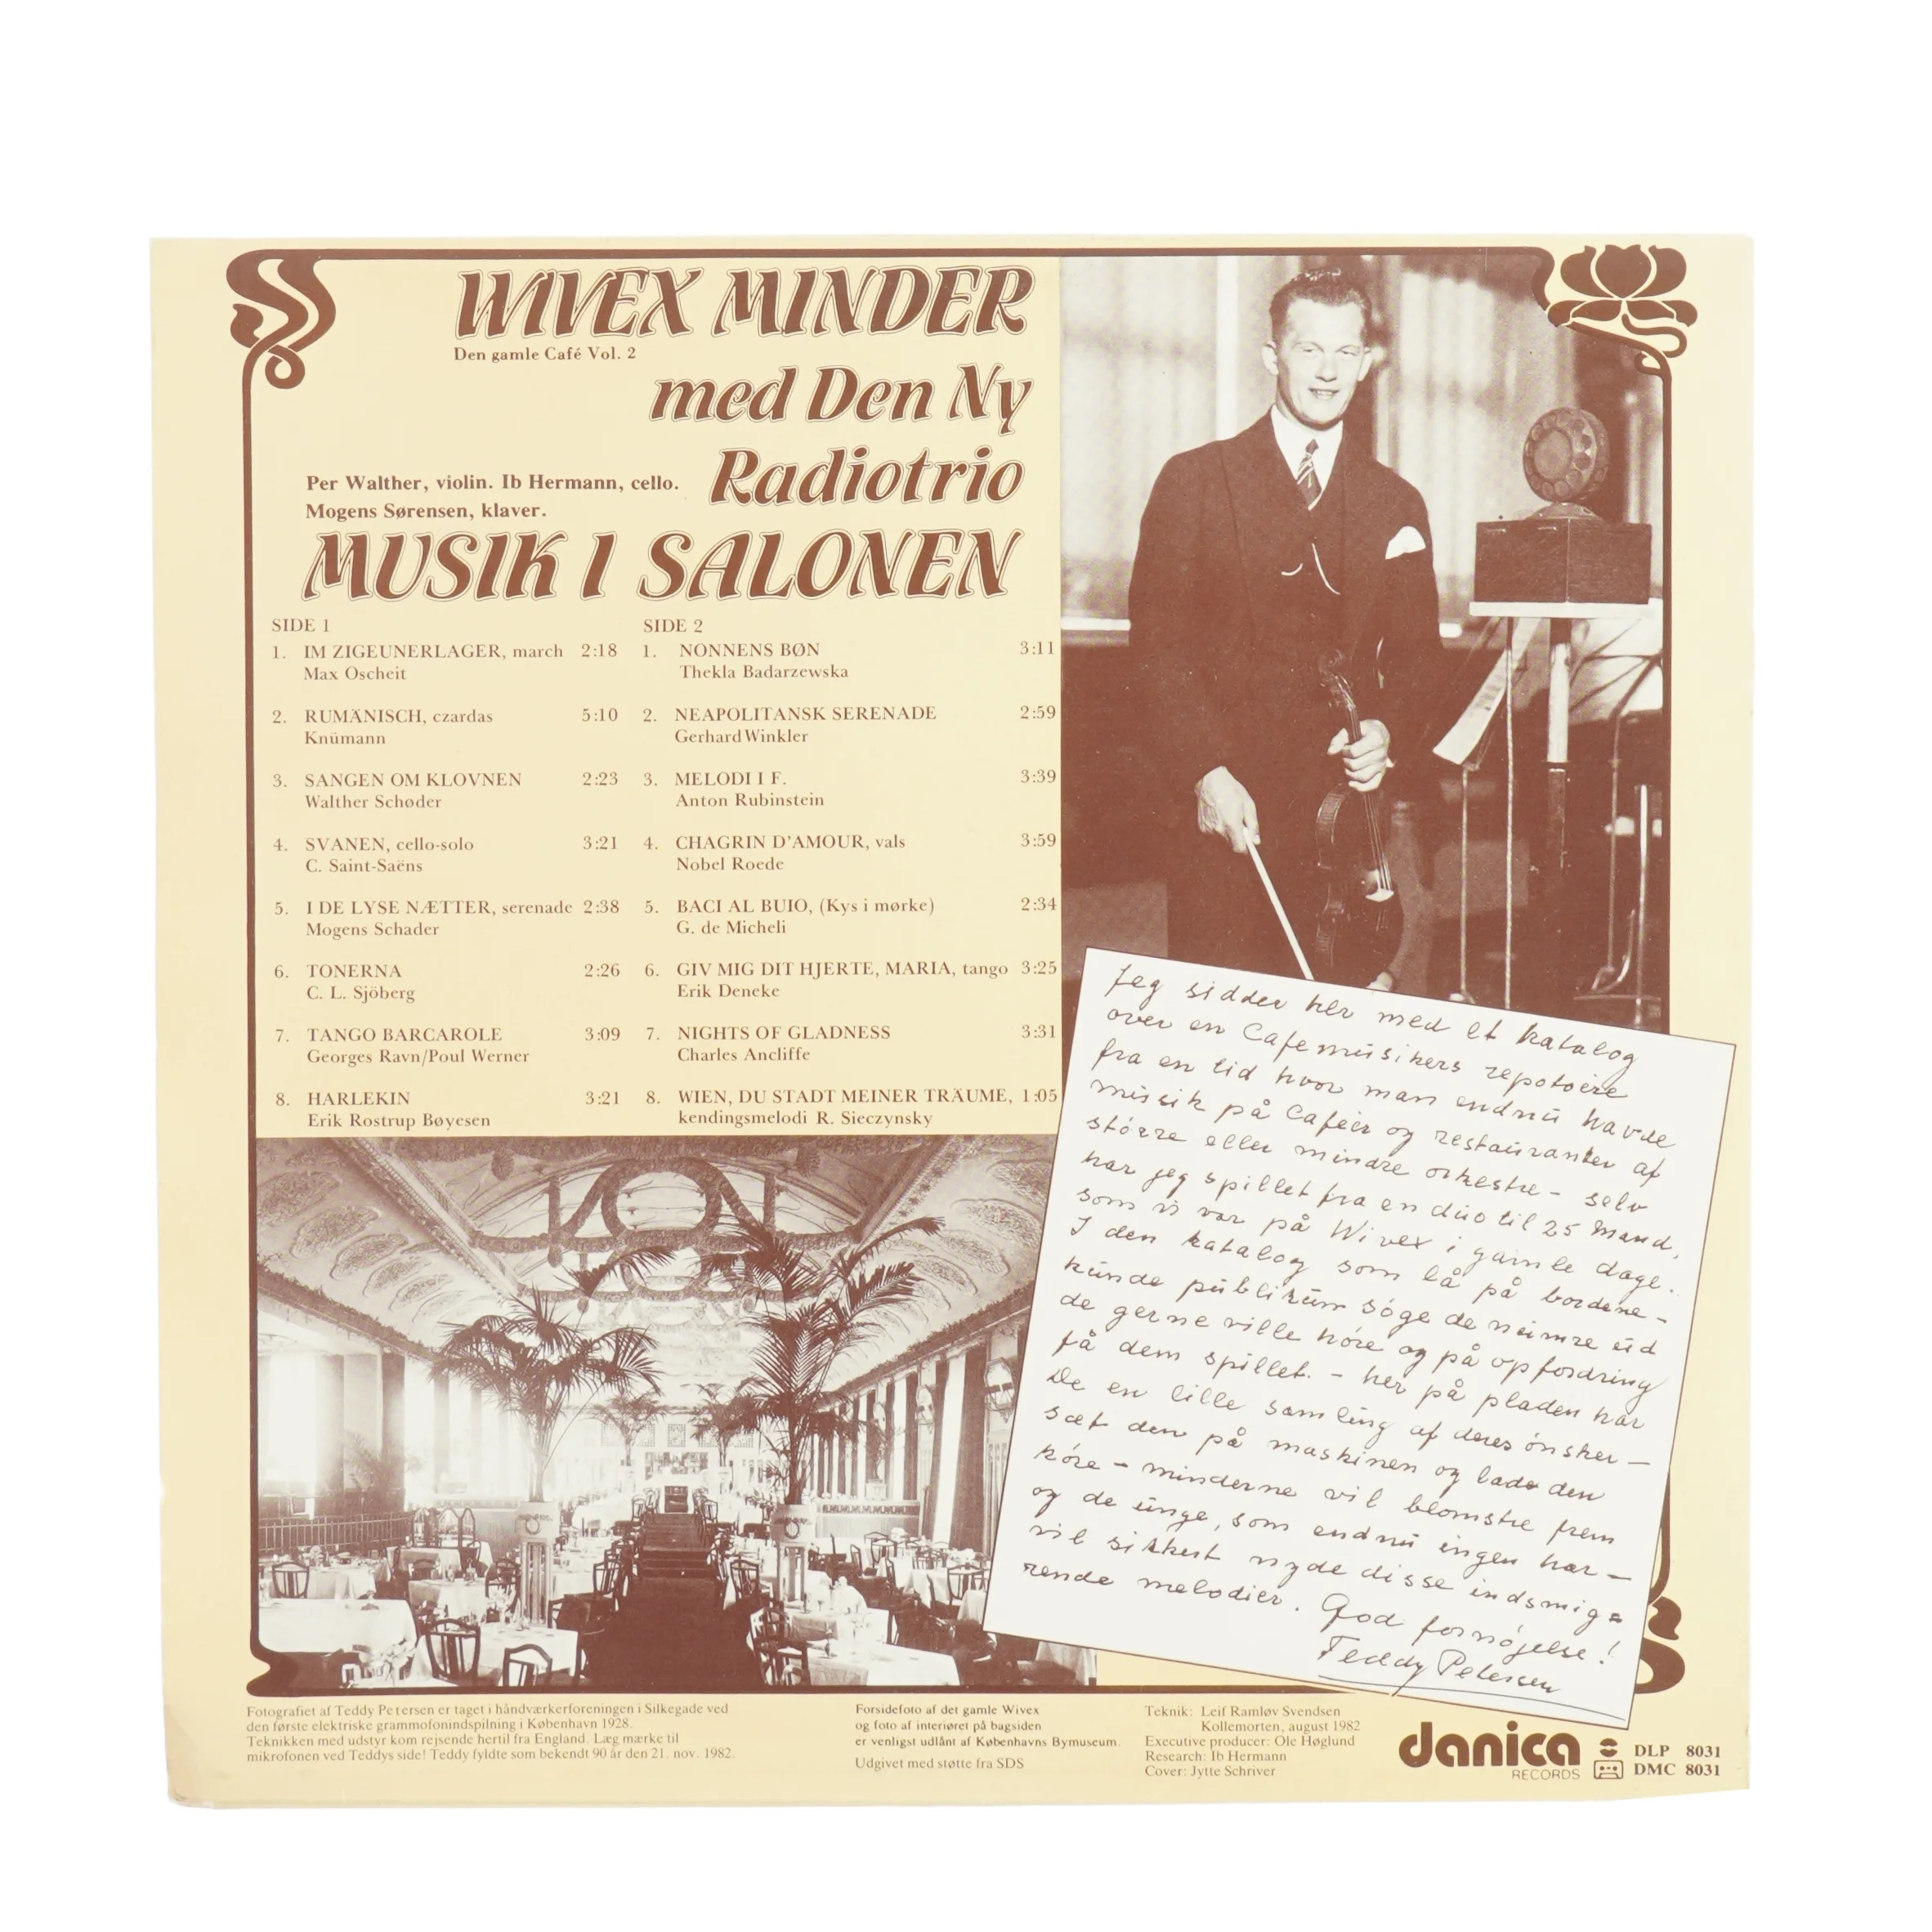 WIVEX MINDER
Den gamle Café Vol. 2
med Den Ny
Radiotrio
Per Walther, violin. Ib Hermann, cello.
Mogens Sørensen, klaver.
MUSIK I SALONEN
SIDE 1
1. IM ZIGEUNERLAGER, march 2:18
Max Oscheit
2. RUMÄNISCH, czardas 5:10
Knümann
3. SANGEN OM KLOVNEN 2:23
Walther Schøder
4. SVANEN, cello-solo 3:21
C. Saint-Saëns
5. I DE LYSE NÆTTER, serenade 2:38
Mogens Schader
6. TONERNA 2:26
C. L. Sjöberg
7. TANGO BARCAROLE 3:09
Georges Ravn/Poul Werner
8. HARLEKIN 3:21
Erik Rostrup Bøyesen
SIDE 2
1. NONNENS BØN 3:11
Thekla Badarzewska
2. NEAPOLITANSK SERENADE 2:59
Gerhard Winkler
3. MELODI I F. 3:39
Anton Rubinstein
4. CHAGRIN D'AMOUR, vals 3:59
Nobel Roede
5. BACI AL BUIO, (Kys i mørke) 2:34
G. de Micheli
6. GIV MIG DIT HJERTE, MARIA, tango 3:25
Erik Deneke
7. NIGHTS OF GLADNESS 3:31
Charles Ancliffe
8. WIEN, DU STADT MEINER TRÄUME, 1:05
kendingsmelodi R. Sieczynsky
Jeg sidder her med et katalog
over en Cafemusikers repotoire
fra en tid hvor man endnu havde
musik på Caféer og restauranter af
større eller mindre orkestre – selv
har jeg spillet fra en duo til 25 mand,
som vi var på Wivex i gamle dage.
I den katalog som lå på bordene –
kunde publikum søge de numre ud
de gerne ville høre og på opfordring
få dem spillet. – her på pladen har
De en lille samling af deres ønsker –
sæt den på maskinen og lade den
køre – minderne vil blomstre frem
og de unge, som endnu ingen har –
vil sikkert nyde disse indsmig=
rende melodier. God fornøjelse!
Teddy Petersen
Fotografiet af Teddy Petersen er taget i håndværkerforeningen i Silkegade ved
den første elektriske grammofonindspilning i København 1928.
Teknikken med udstyr kom rejsende hertil fra England. Læg mærke til
mikrofonen ved Teddys side! Teddy fyldte som bekendt 90 år den 21. nov. 1982.
Forsidefoto af det gamle Wivex
og foto af interiøret på bagsiden
er venligst udlånt af Københavns Bymuseum.
Udgivet med støtte fra SDS
Teknik: Leif Ramløv Svendsen
Kollemorten, august 1982
Executive producer: Ole Høglund
Research: Ib Hermann
Cover: Jytte Schriver
danica
RECORDS
DLP 8031
DMC 8031